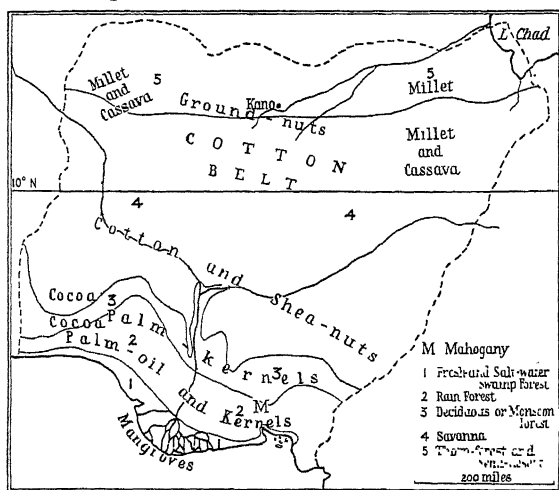 L. Chad
5
Millet
and
Cassava
5
Millet
Kano
Ground-nuts
COTTON
BELT
Millet
and
Cassava
10° N
4
4
Cotton and Shea-nuts
Cocoa
3
Cocoa
Palm kernels
3
2
Palm-oil and Kernels
1
2
M
Mangroves
1
M Mahogany
1 Fresh and Salt-water
swamp Forest
2 Rain Forest
3 Deciduous or Monsoon
forest
4 Savanna
5 Thorn-forest and
200 miles